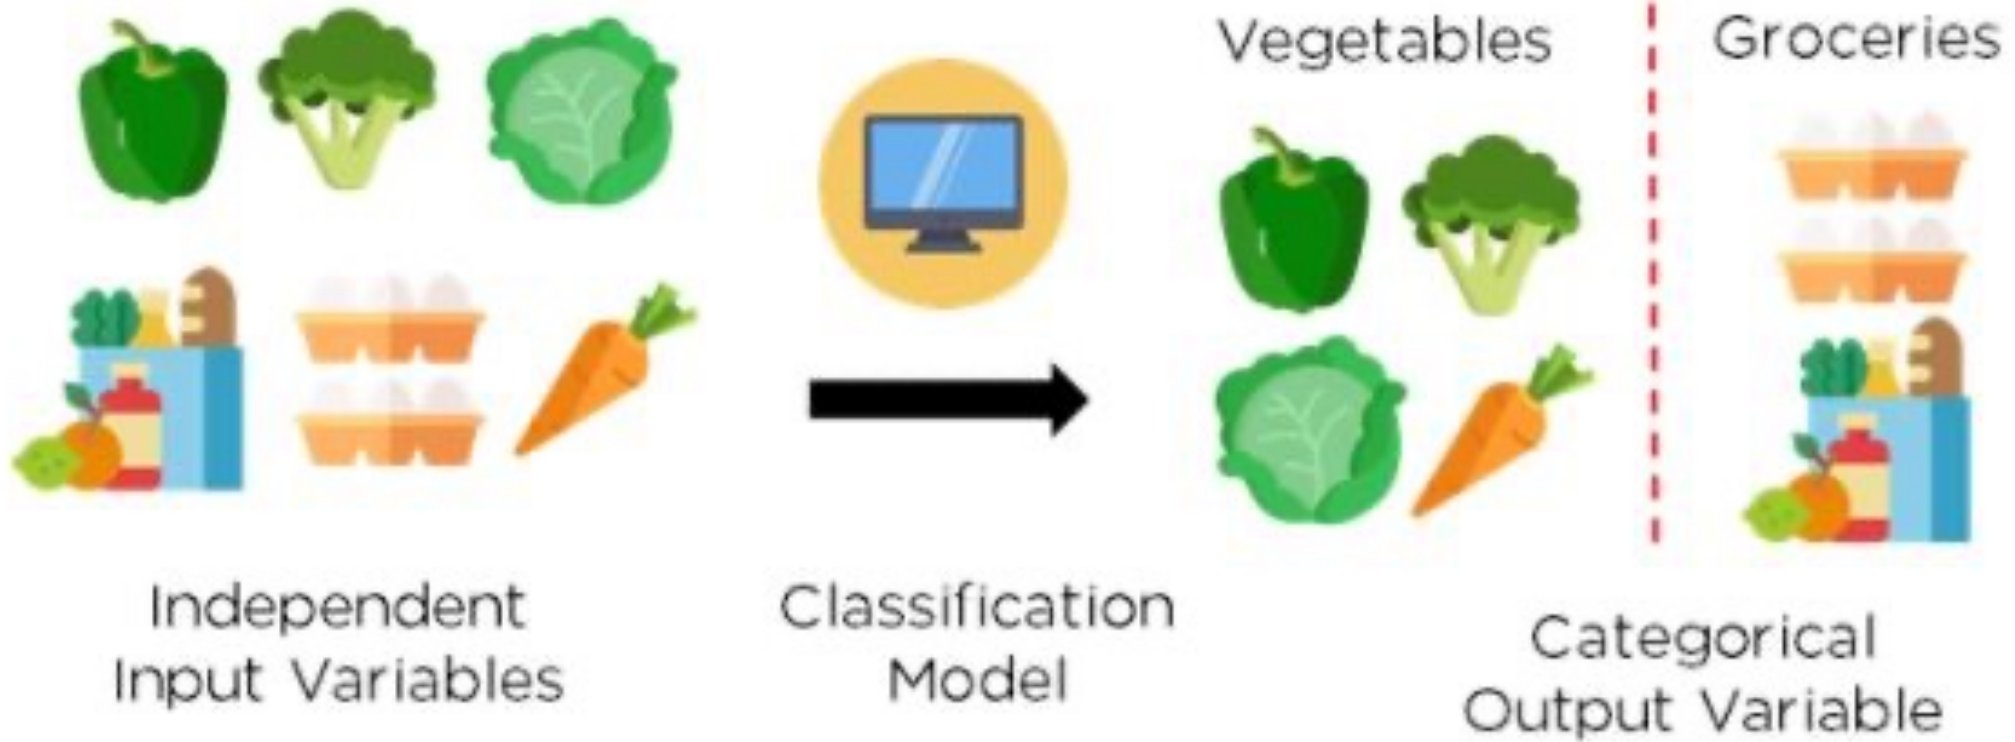 Vegetables
Groceries
Independent
Input Variables
Classification
Model
Categorical
Output Variable